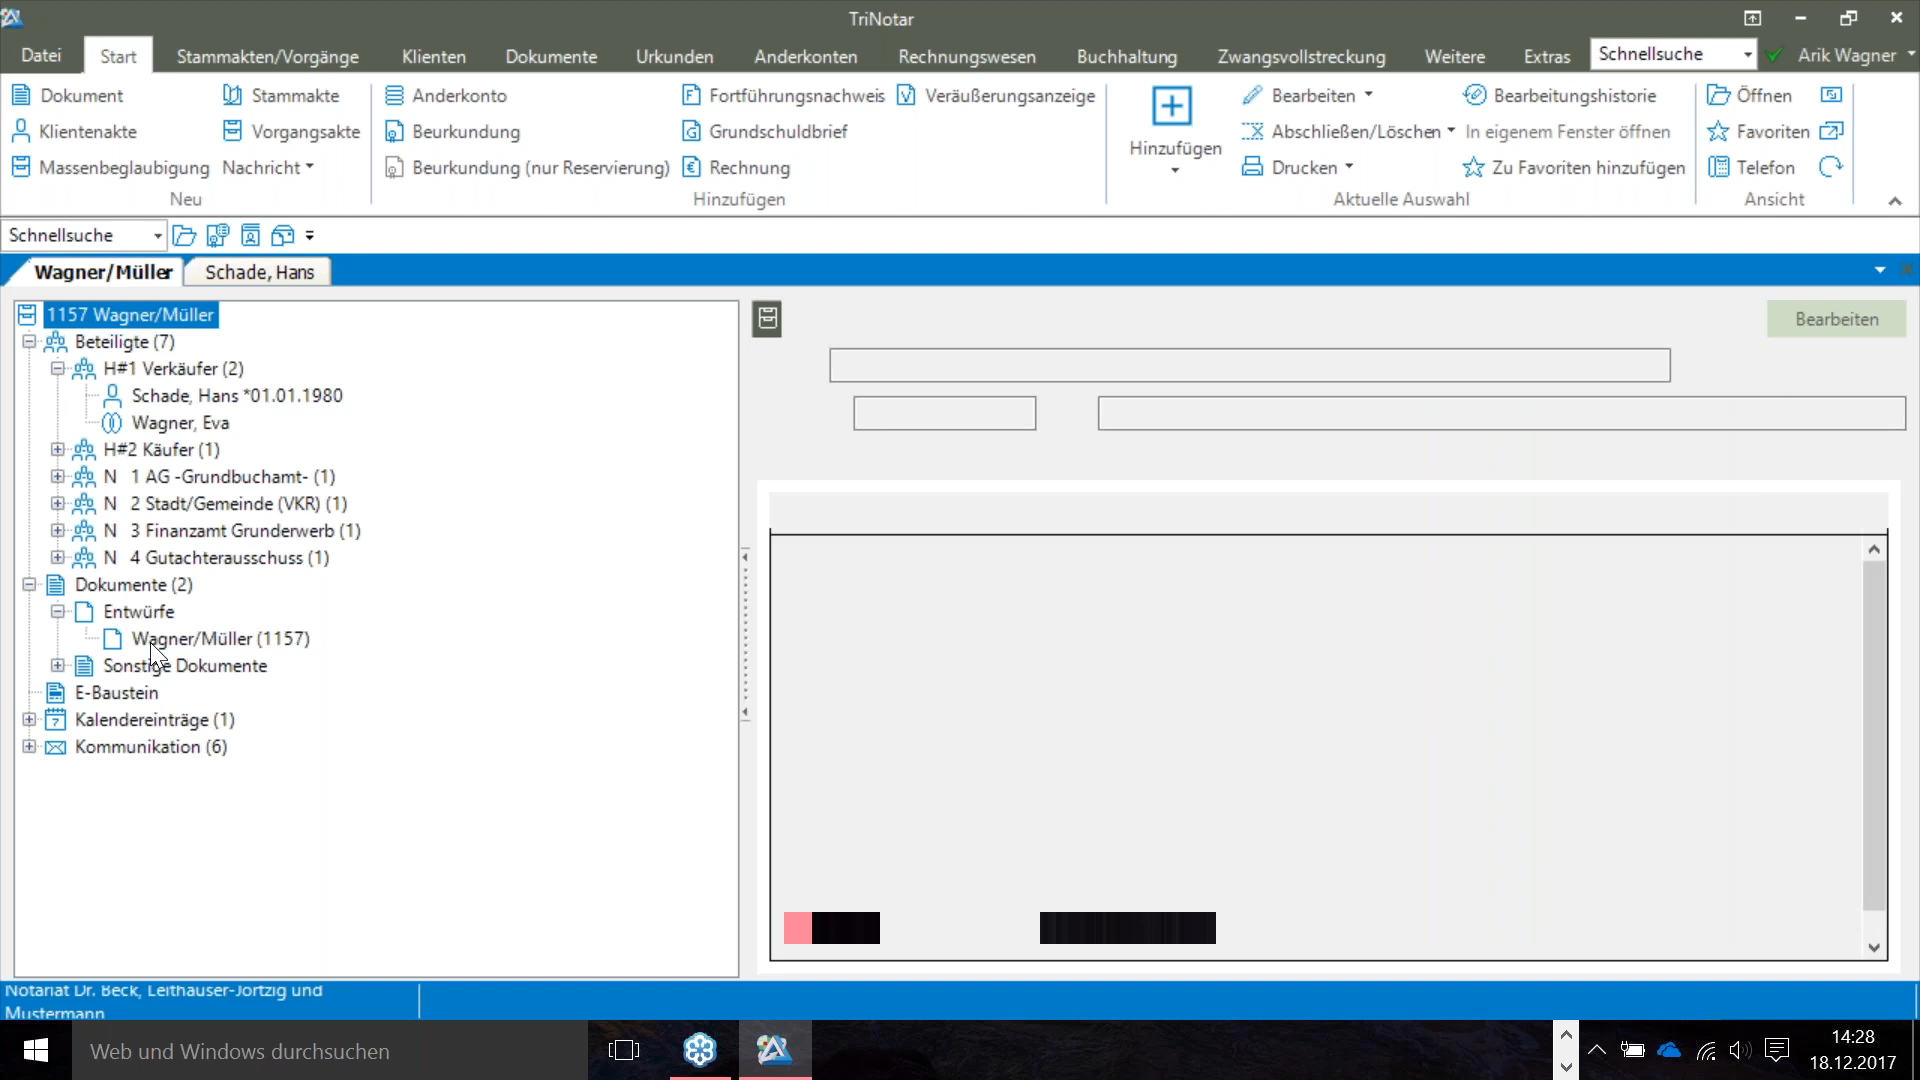 TriNotar
Datei Start Stammakten/Vorgänge Klienten Dokumente Urkunden Anderkonten Rechnungswesen Buchhaltung Zwangsvollstreckung Weitere Extras Schnellsuche Arik Wagner
Dokument Stammakte Anderkonto Fortführungsnachweis Veräußerungsanzeige Bearbeiten Bearbeitungshistorie Öffnen
Klientenakte Vorgangsakte Beurkundung Grundschuldbrief Hinzufügen Abschließen/Löschen In eigenem Fenster öffnen Favoriten
Massenbeglaubigung Nachricht Beurkundung (nur Reservierung) Rechnung Drucken Zu Favoriten hinzufügen Telefon
Neu Hinzufügen Aktuelle Auswahl Ansicht
Schnellsuche
Wagner/Müller Schade, Hans
1157 Wagner/Müller
Bearbeiten
Beteiligte (7)
H#1 Verkäufer (2)
Schade, Hans *01.01.1980
Wagner, Eva
H#2 Käufer (1)
N 1 AG -Grundbuchamt- (1)
N 2 Stadt/Gemeinde (VKR) (1)
N 3 Finanzamt Grunderwerb (1)
N 4 Gutachterausschuss (1)
Dokumente (2)
Entwürfe
Wagner/Müller (1157)
Sonstige Dokumente
E-Baustein
Kalendereinträge (1)
Kommunikation (6)
Notariat Dr. Beck, Leithäuser-Jortzig und
Mustermann
Web und Windows durchsuchen
14:28
18.12.2017